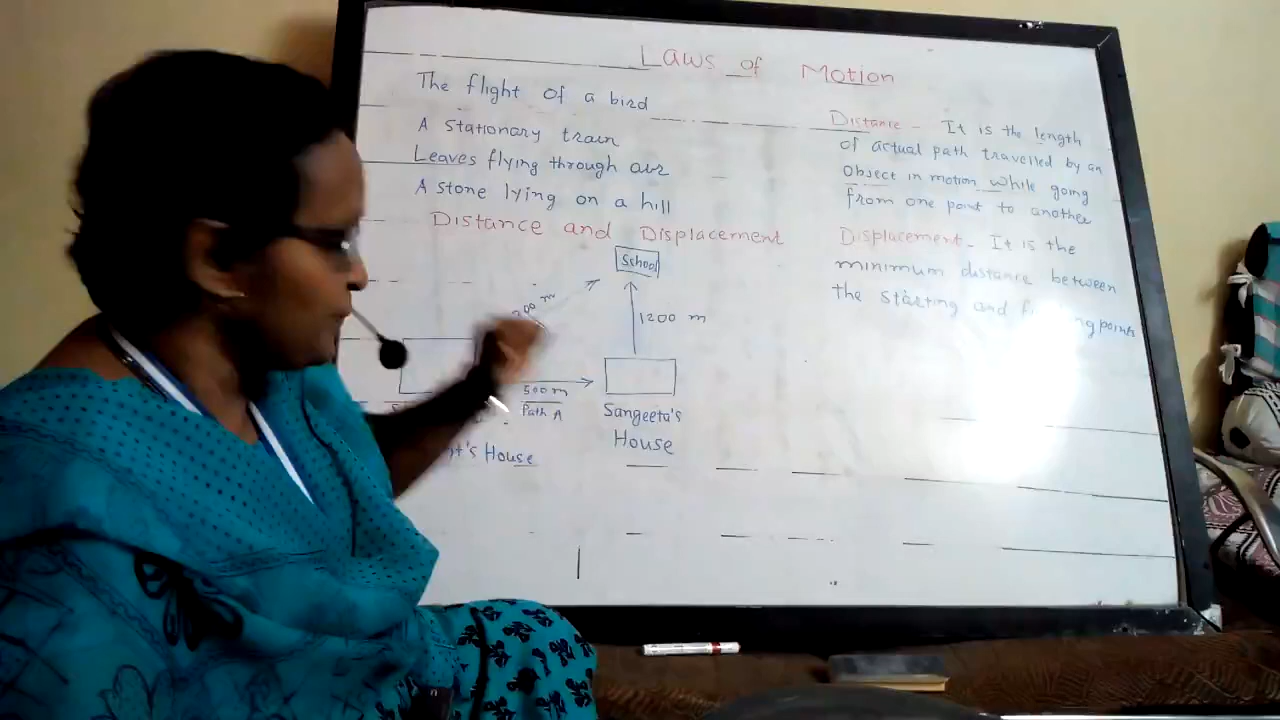 Laws of Motion
The flight of a bird
A stationary train
Leaves flying through air
A stone lying on a hill
Distance and Displacement
School
1200 m
500 m
Path A
Sangeeta's
House
House
Distance - It is the length
of actual path travelled by an
object in motion while going
from one point to another
Displacement - It is the
minimum distance between
the starting and points